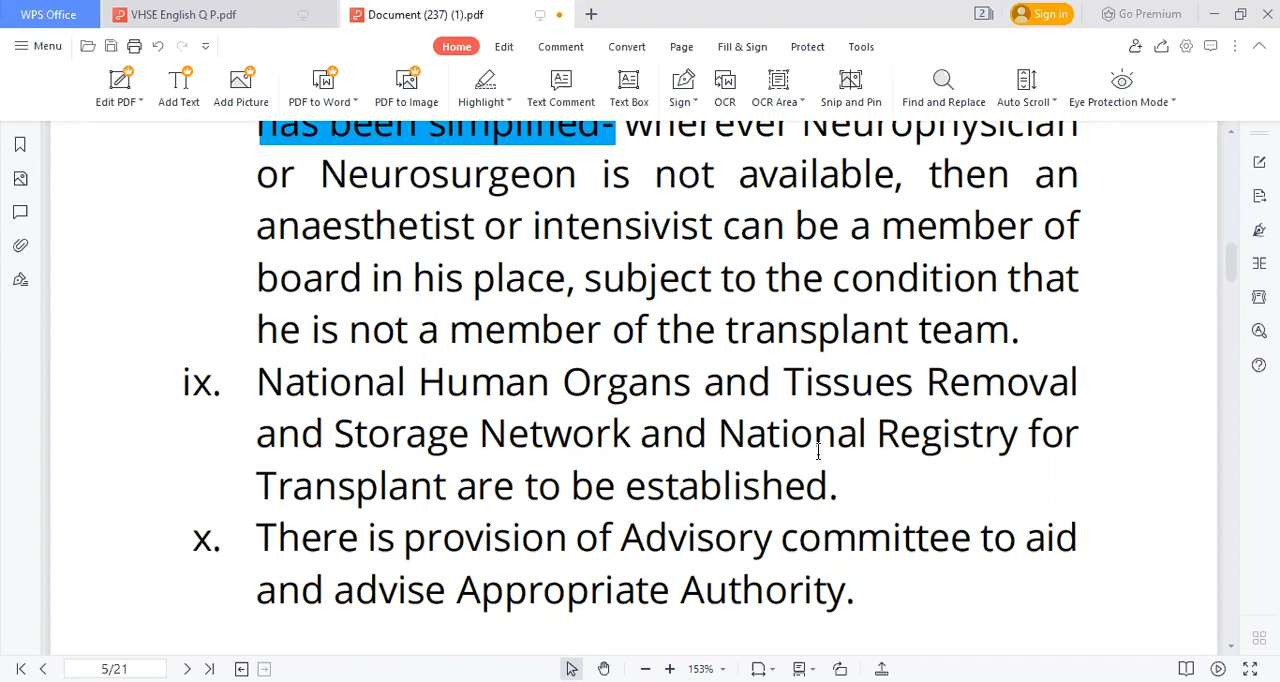 WPS Office
VHSE English Q P.pdf
Document (237) (1).pdf
2
Sign in
Go Premium
Menu
Home
Edit
Comment
Convert
Page
Fill & Sign
Protect
Tools
Edit PDF
Add Text
Add Picture
PDF to Word
PDF to Image
Highlight
Text Comment
Text Box
Sign
OCR
OCR Area
Snip and Pin
Find and Replace
Auto Scroll
Eye Protection Mode
has been simplified- wherever Neurophysician
or Neurosurgeon is not available, then an
anaesthetist or intensivist can be a member of
board in his place, subject to the condition that
he is not a member of the transplant team.
ix. National Human Organs and Tissues Removal
and Storage Network and National Registry for
Transplant are to be established.
x. There is provision of Advisory committee to aid
and advise Appropriate Authority.
5/21
153%